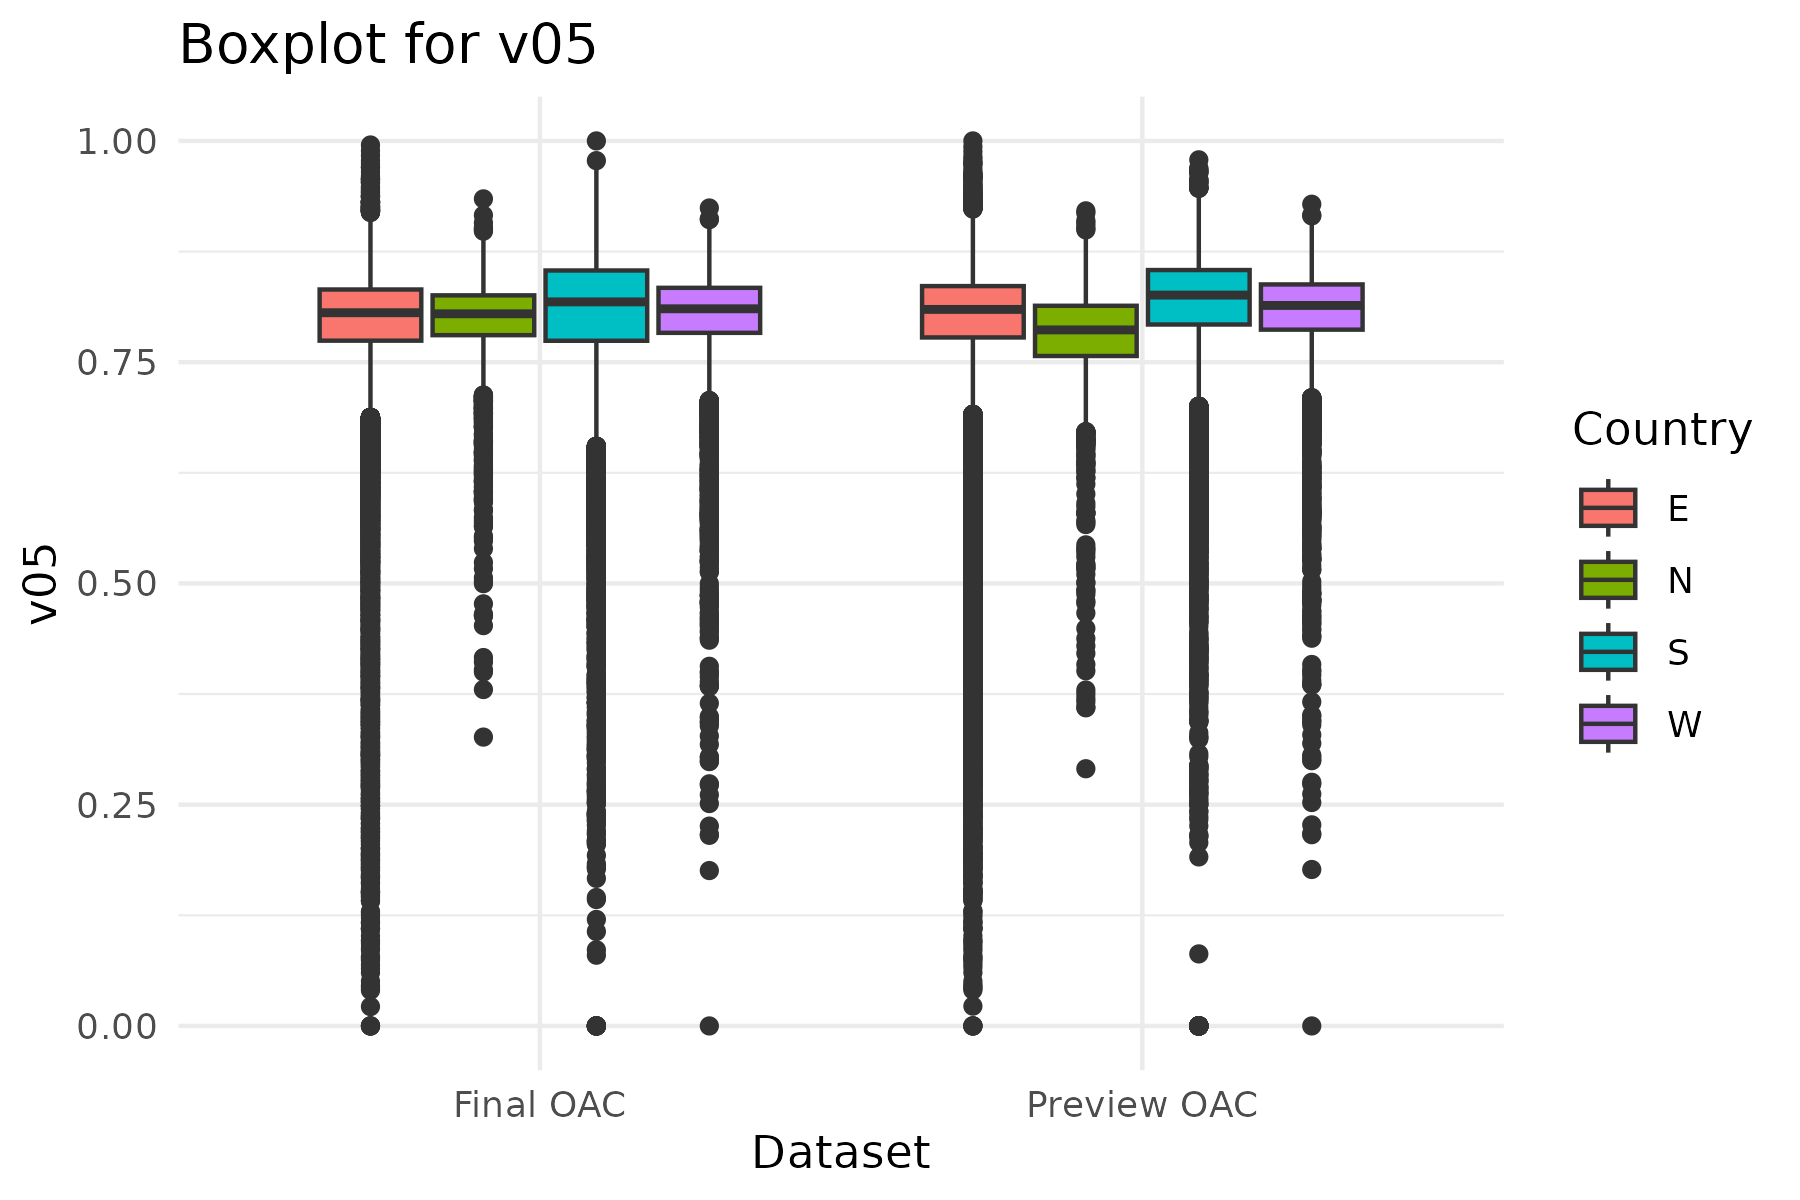 Boxplot for v05
1.00
0.75
0.50
0.25
0.00
v05
Final OAC
Preview OAC
Dataset
Country
E
N
S
W